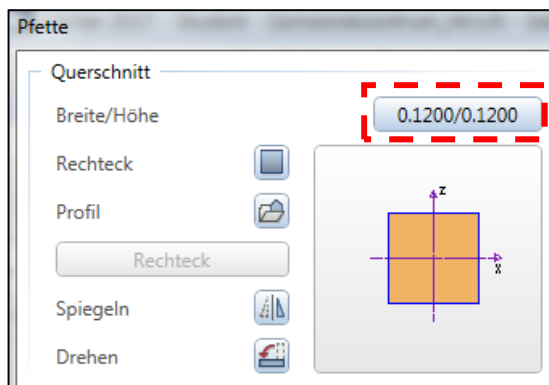 Pfette
Querschnitt
Breite/Höhe 0.1200/0.1200
Rechteck
z
Profil
Rechteck
x
Spiegeln
Drehen